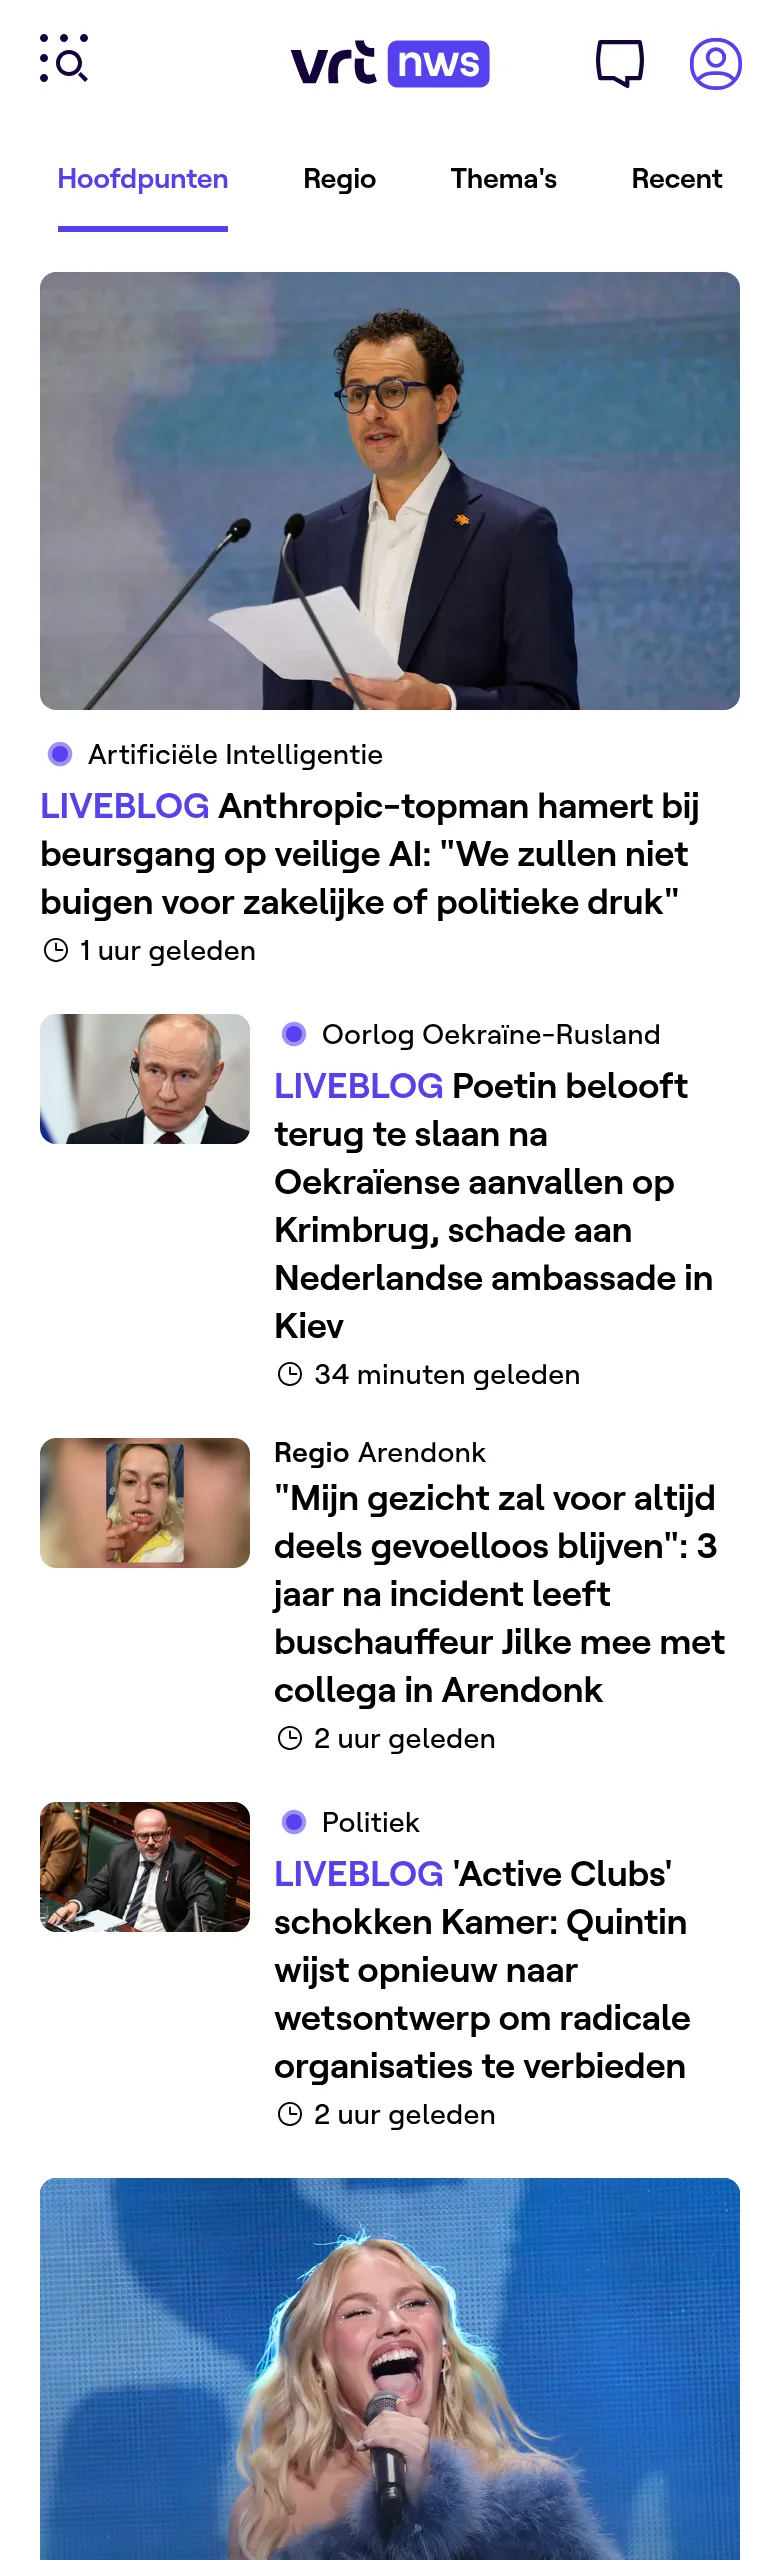 vrt nws
Hoofdpunten Regio Thema's Recent
Artificiële Intelligentie
LIVEBLOG Anthropic-topman hamert bij
beursgang op veilige AI: "We zullen niet
buigen voor zakelijke of politieke druk"
1 uur geleden
Oorlog Oekraïne-Rusland
LIVEBLOG Poetin belooft
terug te slaan na
Oekraïense aanvallen op
Krimbrug, schade aan
Nederlandse ambassade in
Kiev
34 minuten geleden
Regio Arendonk
"Mijn gezicht zal voor altijd
deels gevoelloos blijven": 3
jaar na incident leeft
buschauffeur Jilke mee met
collega in Arendonk
2 uur geleden
Politiek
LIVEBLOG 'Active Clubs'
schokken Kamer: Quintin
wijst opnieuw naar
wetsontwerp om radicale
organisaties te verbieden
2 uur geleden